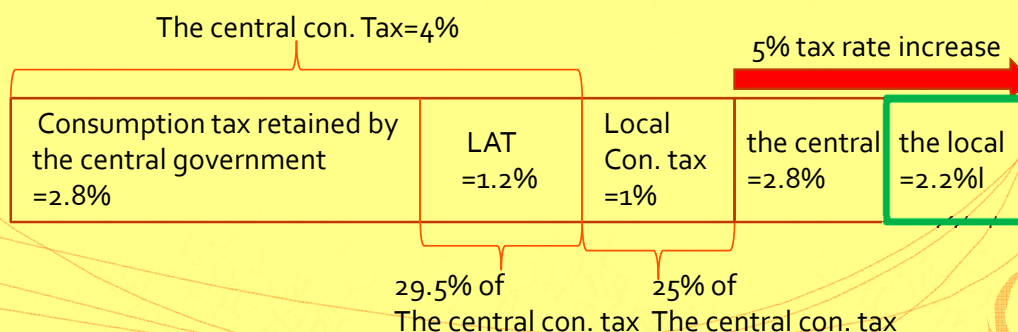 The central con. Tax=4%
5% tax rate increase
Consumption tax retained by
the central government
=2.8%
LAT
=1.2%
Local
Con. tax
=1%
the central
=2.8%
the local
=2.2%l
29.5% of
The central con. tax
25% of
The central con. tax